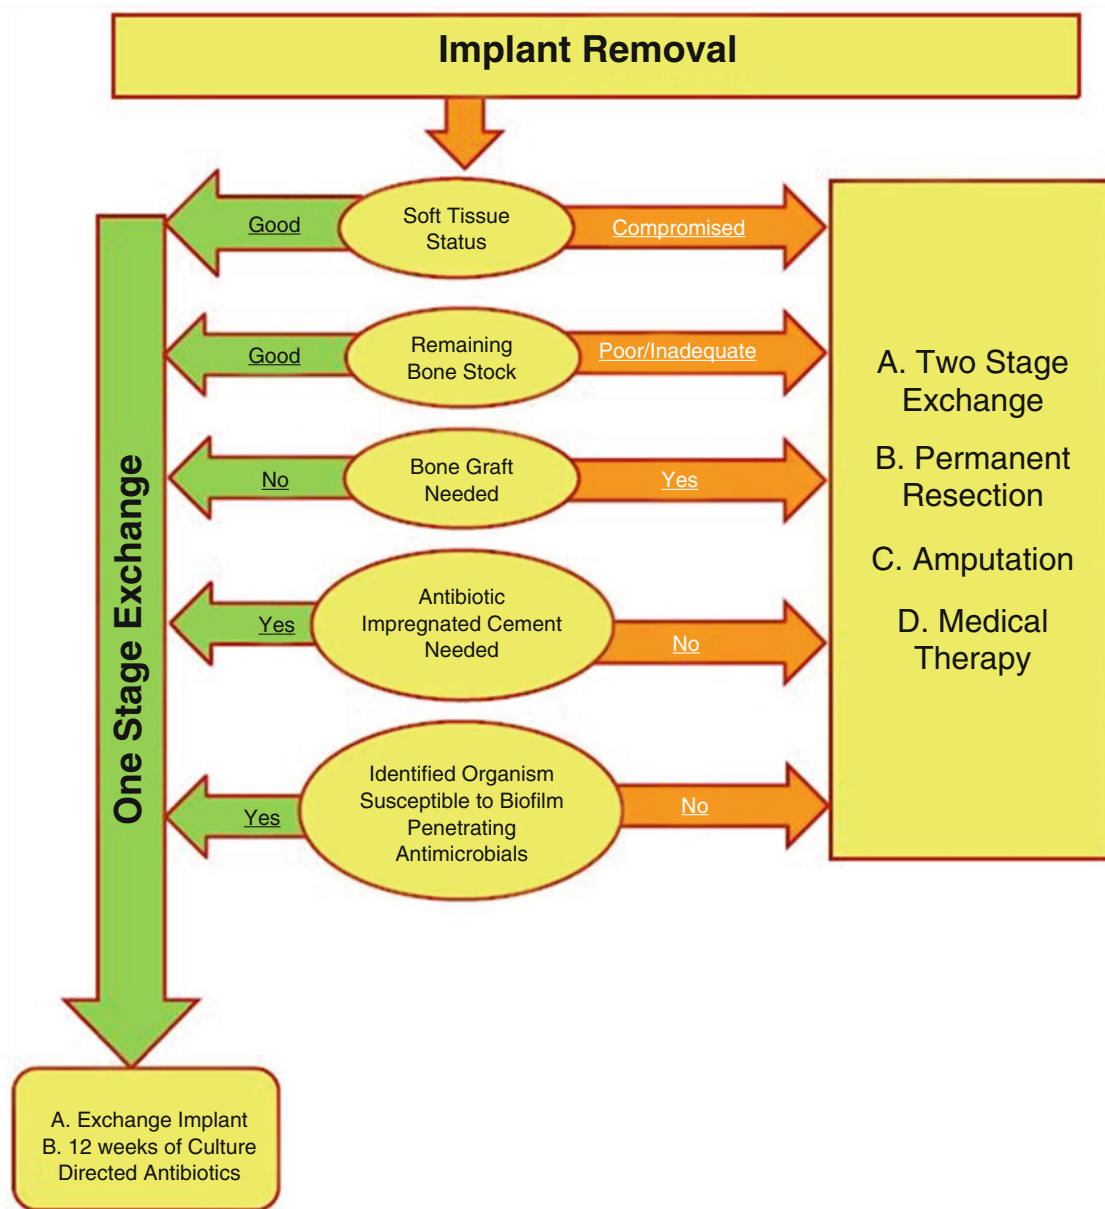 Implant Removal
Good
Soft Tissue
Status
Compromised
Good
Remaining
Bone Stock
Poor/Inadequate
No
Bone Graft
Needed
Yes
Yes
Antibiotic
Impregnated Cement
Needed
No
Yes
Identified Organism
Susceptible to Biofilm
Penetrating
Antimicrobials
No
One Stage Exchange
A. Two Stage
Exchange
B. Permanent
Resection
C. Amputation
D. Medical
Therapy
A. Exchange Implant
B. 12 weeks of Culture
Directed Antibiotics